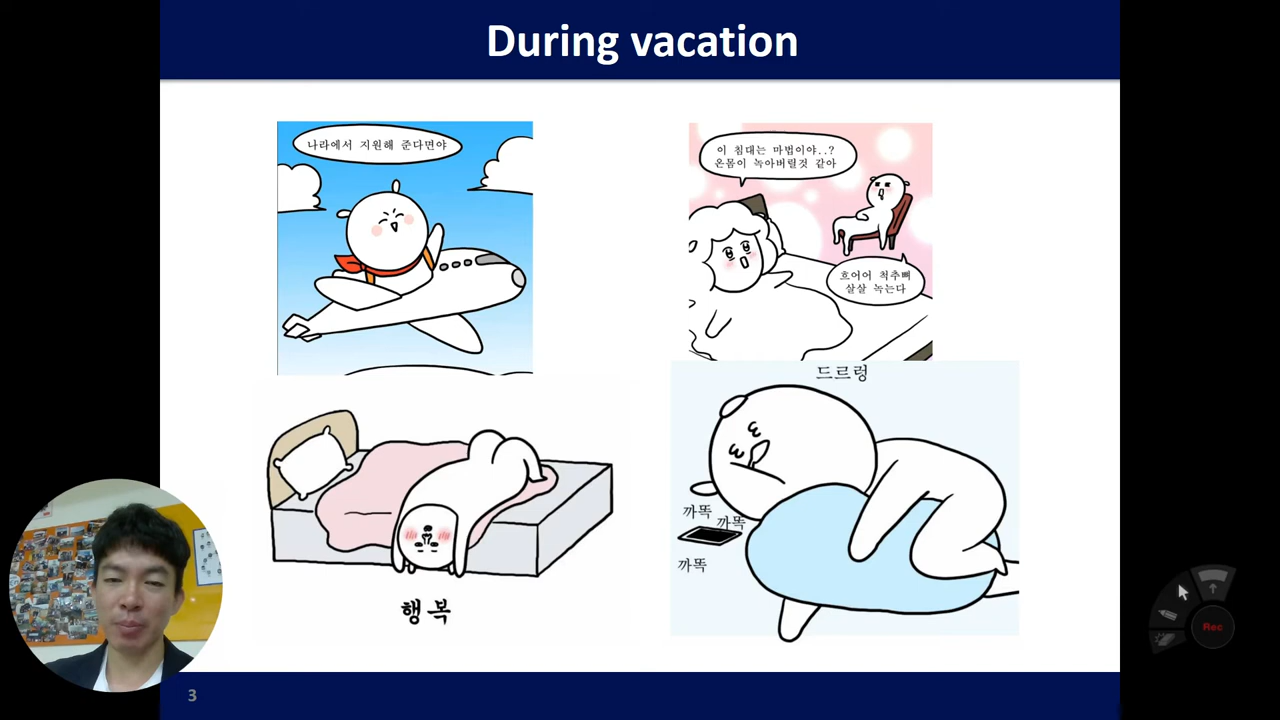 During vacation
나라에서 지원해 준다면야
이 침대는 마법이야..?
온몸이 녹아버릴것 같아
흐어어 척추뼈
살살 녹는다
행복
드르렁
까똑
까똑
까똑
3
Rec